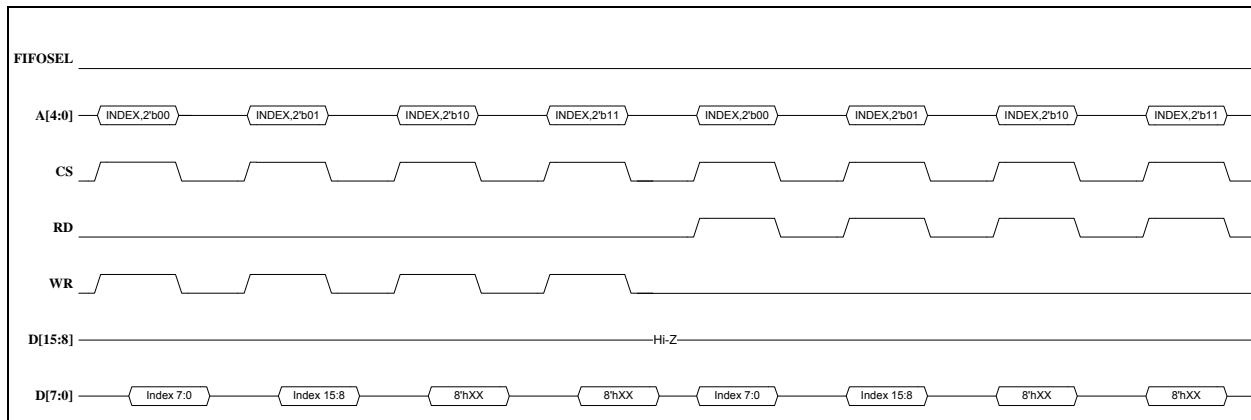 FIFOSEL
A[4:0] INDEX,2'b00 INDEX,2'b01 INDEX,2'b10 INDEX,2'b11 INDEX,2'b00 INDEX,2'b01 INDEX,2'b10 INDEX,2'b11
CS
RD
WR
D[15:8] Hi-Z
D[7:0] Index 7:0 Index 15:8 8'hXX 8'hXX Index 7:0 Index 15:8 8'hXX 8'hXX